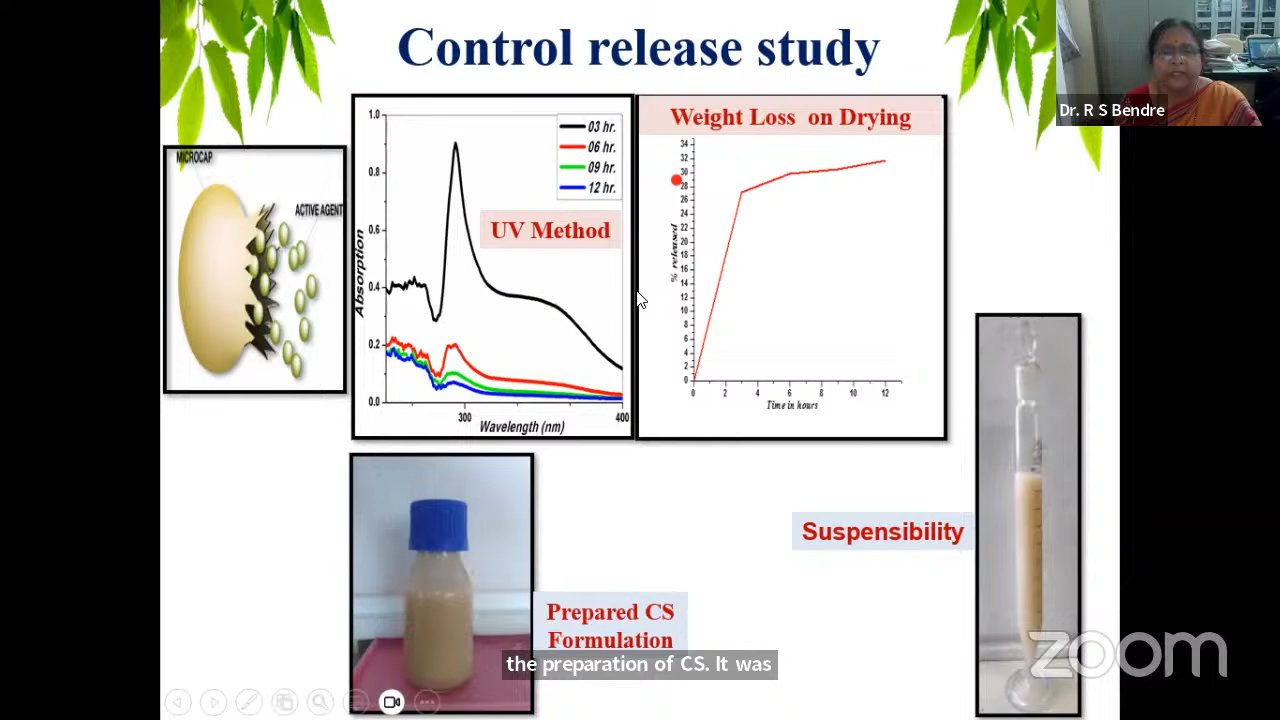 Control release study
Dr. R S Bendre
MICROCAP
ACTIVE AGENT
1.0
0.8
0.6
0.4
0.2
0.0
Absorption
03 hr.
06 hr.
09 hr.
12 hr.
UV Method
300
400
Wavelength (nm)
Weight Loss on Drying
34
32
30
28
26
24
22
20
18
16
14
12
10
8
6
4
2
0
% released
0 2 4 6 8 10 12
Time in hours
Suspensibility
Prepared CS
Formulation
the preparation of CS. It was
zoom